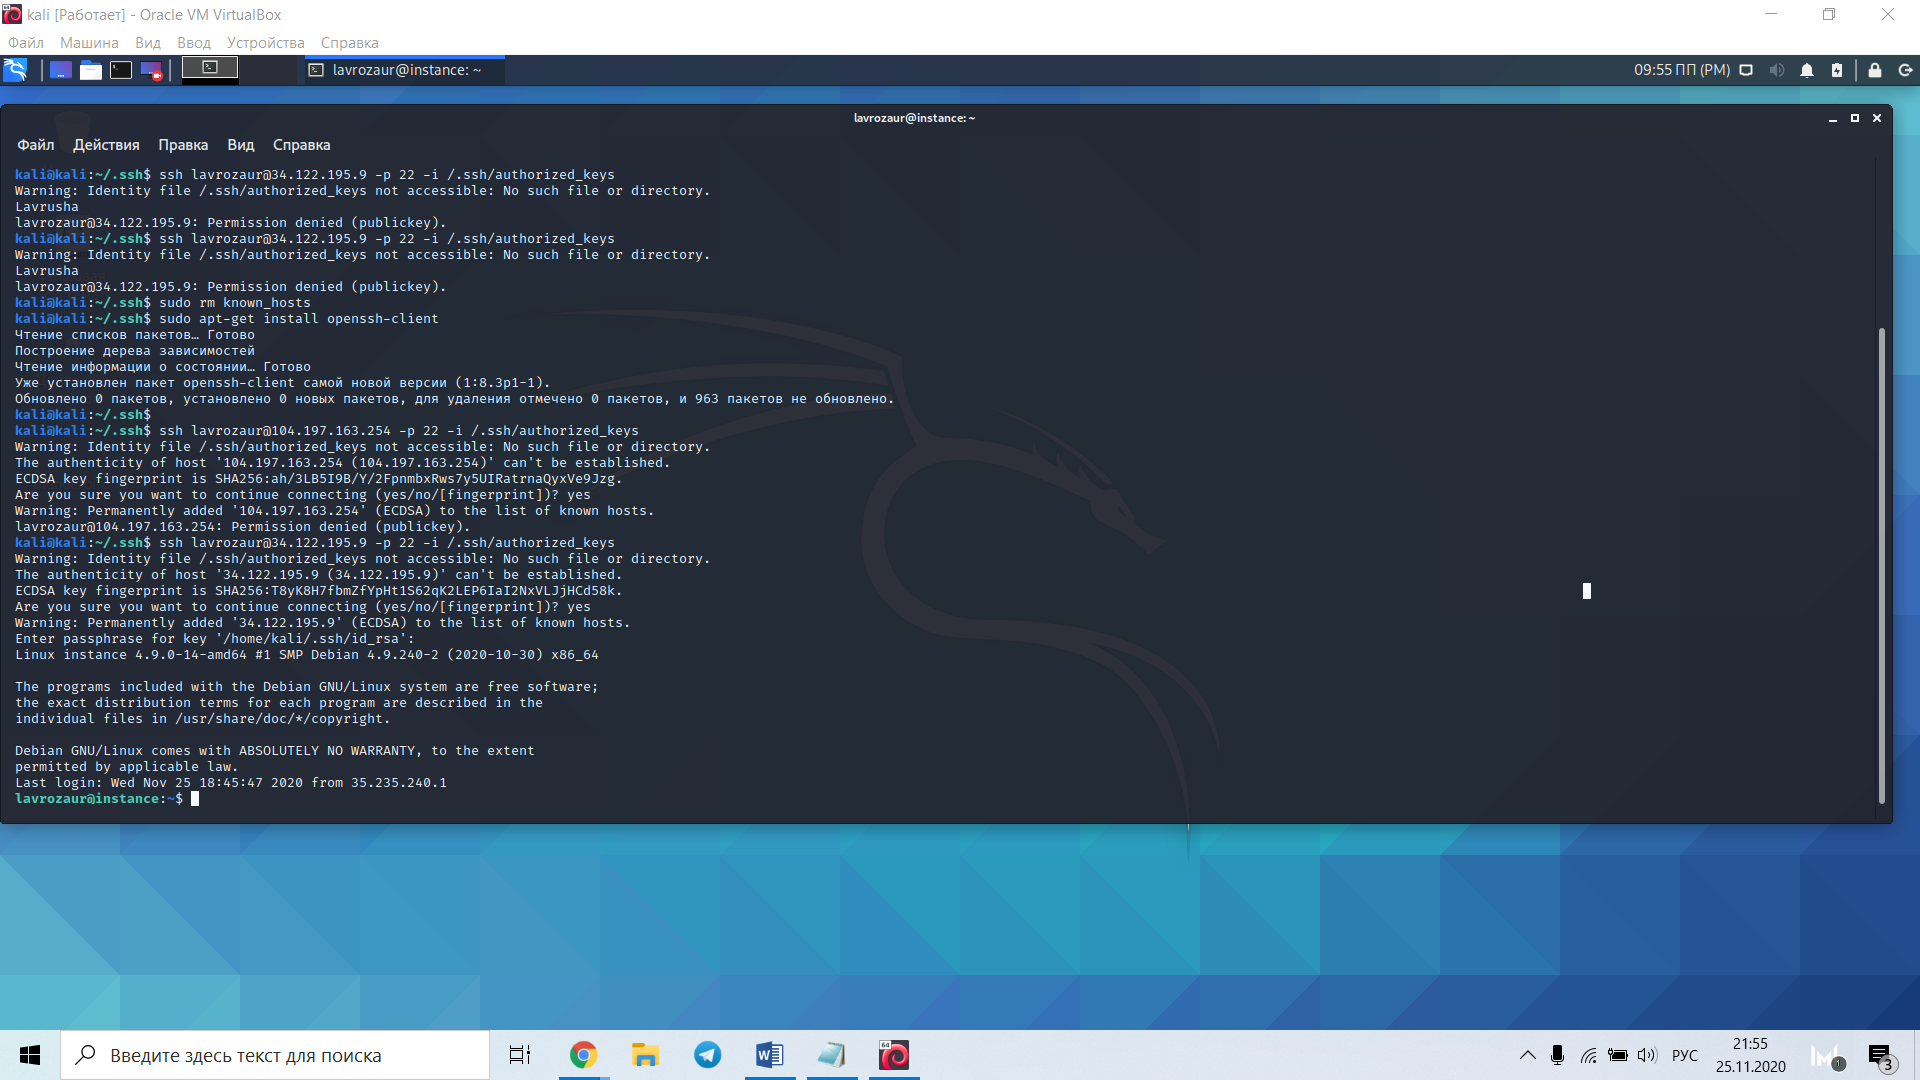 kali [Работает] - Oracle VM VirtualBox
Файл Машина Вид Ввод Устройства Справка
lavrozaur@instance: ~
09:55 ПП (PM)
lavrozaur@instance: ~
Файл Действия Правка Вид Справка
kali@kali:~/.ssh$ ssh lavrozaur@34.122.195.9 -p 22 -i /.ssh/authorized_keys
Warning: Identity file /.ssh/authorized_keys not accessible: No such file or directory.
Lavrusha
lavrozaur@34.122.195.9: Permission denied (publickey).
kali@kali:~/.ssh$ ssh lavrozaur@34.122.195.9 -p 22 -i /.ssh/authorized_keys
Warning: Identity file /.ssh/authorized_keys not accessible: No such file or directory.
Lavrusha
lavrozaur@34.122.195.9: Permission denied (publickey).
kali@kali:~/.ssh$ sudo rm known_hosts
kali@kali:~/.ssh$ sudo apt-get install openssh-client
Чтение списков пакетов… Готово
Построение дерева зависимостей
Чтение информации о состоянии… Готово
Уже установлен пакет openssh-client самой новой версии (1:8.3p1-1).
Обновлено 0 пакетов, установлено 0 новых пакетов, для удаления отмечено 0 пакетов, и 963 пакетов не обновлено.
kali@kali:~/.ssh$
kali@kali:~/.ssh$ ssh lavrozaur@104.197.163.254 -p 22 -i /.ssh/authorized_keys
Warning: Identity file /.ssh/authorized_keys not accessible: No such file or directory.
The authenticity of host '104.197.163.254 (104.197.163.254)' can't be established.
ECDSA key fingerprint is SHA256:ah/3LB5I9B/Y/2FpnmbxRws7y5UIRatrnaQyxVe9Jzg.
Are you sure you want to continue connecting (yes/no/[fingerprint])? yes
Warning: Permanently added '104.197.163.254' (ECDSA) to the list of known hosts.
lavrozaur@104.197.163.254: Permission denied (publickey).
kali@kali:~/.ssh$ ssh lavrozaur@34.122.195.9 -p 22 -i /.ssh/authorized_keys
Warning: Identity file /.ssh/authorized_keys not accessible: No such file or directory.
The authenticity of host '34.122.195.9 (34.122.195.9)' can't be established.
ECDSA key fingerprint is SHA256:T8yK8H7fbmZfYpHt1S62qK2LEP6IaI2NxVLJjHCd58k.
Are you sure you want to continue connecting (yes/no/[fingerprint])? yes
Warning: Permanently added '34.122.195.9' (ECDSA) to the list of known hosts.
Enter passphrase for key '/home/kali/.ssh/id_rsa':
Linux instance 4.9.0-14-amd64 #1 SMP Debian 4.9.240-2 (2020-10-30) x86_64
The programs included with the Debian GNU/Linux system are free software;
the exact distribution terms for each program are described in the
individual files in /usr/share/doc/*/copyright.
Debian GNU/Linux comes with ABSOLUTELY NO WARRANTY, to the extent
permitted by applicable law.
Last login: Wed Nov 25 18:45:47 2020 from 35.235.240.1
lavrozaur@instance:~$
Введите здесь текст для поиска
64
РУС
21:55
25.11.2020
1
3